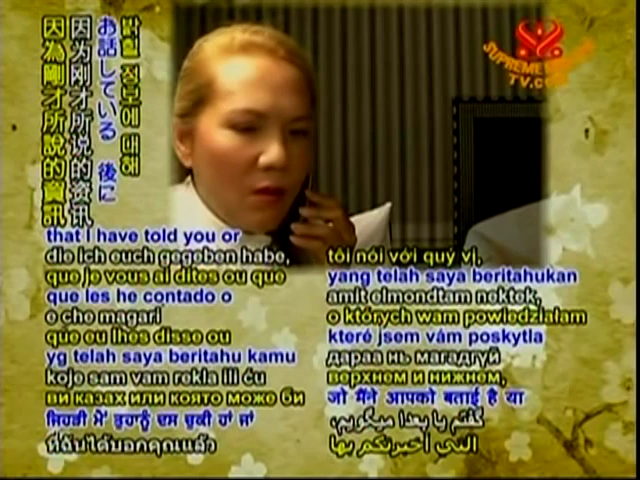 SUPREME
TV.co
밝힐 정도에 대해
お話している 後に
因为刚才所说的资讯
因為剛才所說的資訊
that I have told you or
die ich euch gegeben habe,
que je vous ai dites ou que
que les he contado o
e che magari
que eu lhes disse ou
yg telah saya beritahu kamu
koje sam vam rekla ili ću
ви казах или която може би
ਜਿਹੜੀ ਮੈਂ ਤੁਹਾਨੂੰ ਦਸ ਚੁਕੀ ਹਾਂ ਜਾਂ
ที่ฉันได้บอกคุณแล้ว
tôi nói với quý vị,
yang telah saya beritahukan
amit elmondtam nektek,
o których wam powiedziałam
které jsem vám poskytla
дараа нь магадгүй
верхнем и нижнем,
जो मैंने आपको बताई है या
گفتم یا بعدا میگویم،
التي أخبرتكم بها